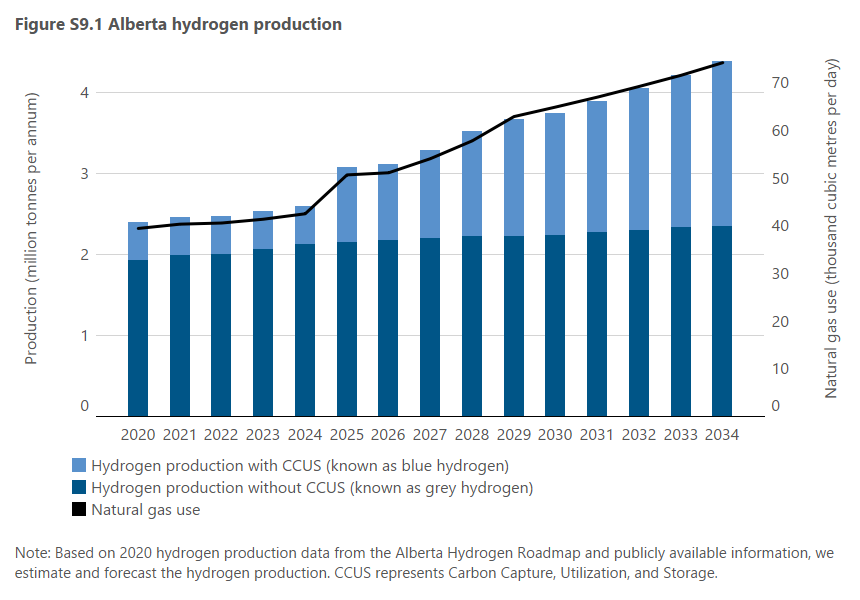 Figure S9.1 Alberta hydrogen production
Production (million tonnes per annum)
4
3
2
1
0
70
60
50
40
30
20
10
0
Natural gas use (thousand cubic metres per day)
2020 2021 2022 2023 2024 2025 2026 2027 2028 2029 2030 2031 2032 2033 2034
Hydrogen production with CCUS (known as blue hydrogen)
Hydrogen production without CCUS (known as grey hydrogen)
Natural gas use
Note: Based on 2020 hydrogen production data from the Alberta Hydrogen Roadmap and publicly available information, we
estimate and forecast the hydrogen production. CCUS represents Carbon Capture, Utilization, and Storage.